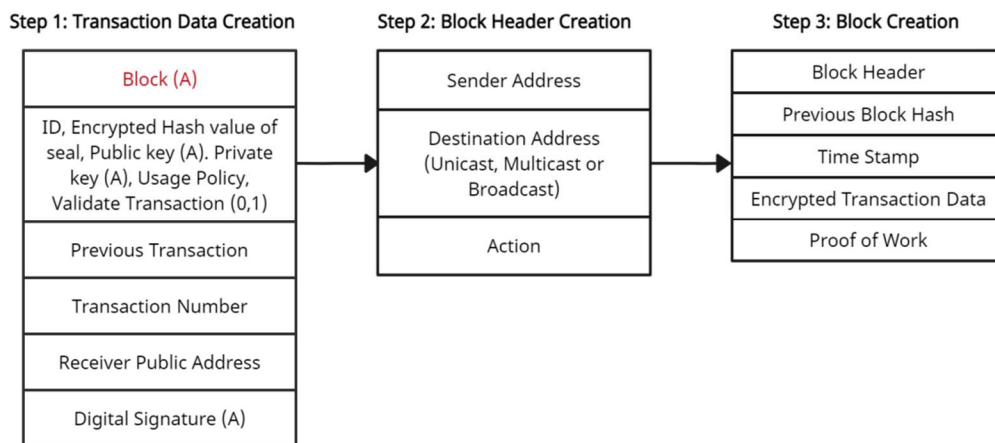 Step 1: Transaction Data Creation
Block (A)
ID, Encrypted Hash value of
seal, Public key (A). Private
key (A), Usage Policy,
Validate Transaction (0,1)
Previous Transaction
Transaction Number
Receiver Public Address
Digital Signature (A)
Step 2: Block Header Creation
Sender Address
Destination Address
(Unicast, Multicast or
Broadcast)
Action
Step 3: Block Creation
Block Header
Previous Block Hash
Time Stamp
Encrypted Transaction Data
Proof of Work